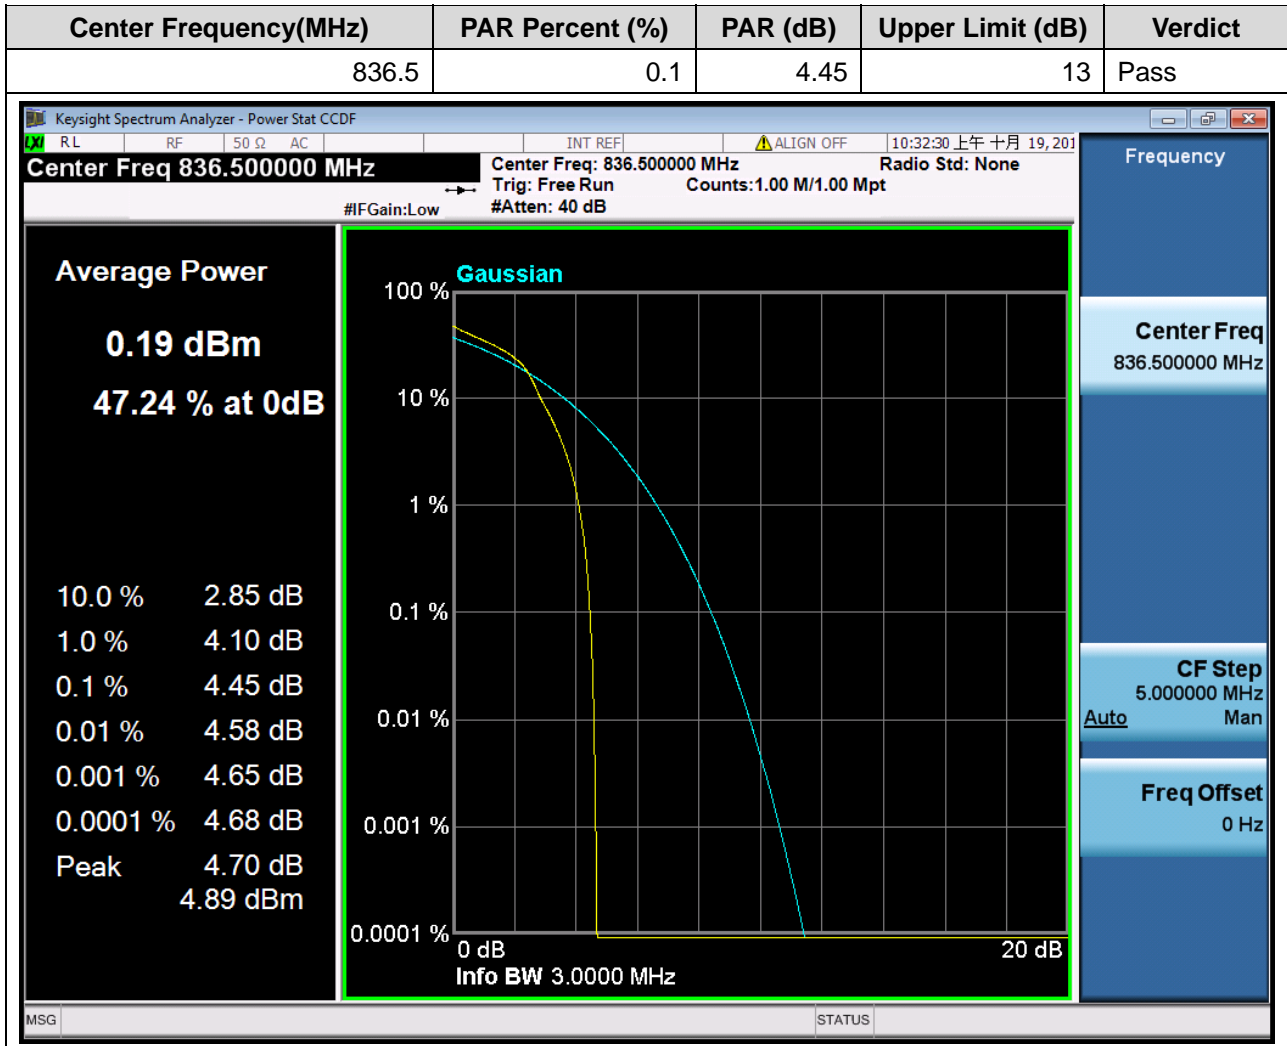 Center Frequency(MHz) PAR Percent (%) PAR (dB) Upper Limit (dB) Verdict
836.5 0.1 4.45 13 Pass
Keysight Spectrum Analyzer - Power Stat CCDF
LXI RL RF 50 Ω AC INT REF ALIGN OFF 10:32:30 上午 十月 19, 201
Center Freq 836.500000 MHz
Center Freq: 836.500000 MHz Radio Std: None
Trig: Free Run Counts:1.00 M/1.00 Mpt
#IFGain:Low #Atten: 40 dB
Frequency
Average Power
0.19 dBm
47.24 % at 0dB
10.0 % 2.85 dB
1.0 % 4.10 dB
0.1 % 4.45 dB
0.01 % 4.58 dB
0.001 % 4.65 dB
0.0001 % 4.68 dB
Peak 4.70 dB
4.89 dBm
Gaussian
100 %
10 %
1 %
0.1 %
0.01 %
0.001 %
0.0001 %
0 dB 20 dB
Info BW 3.0000 MHz
Center Freq
836.500000 MHz
CF Step
5.000000 MHz
Auto Man
Freq Offset
0 Hz
MSG STATUS